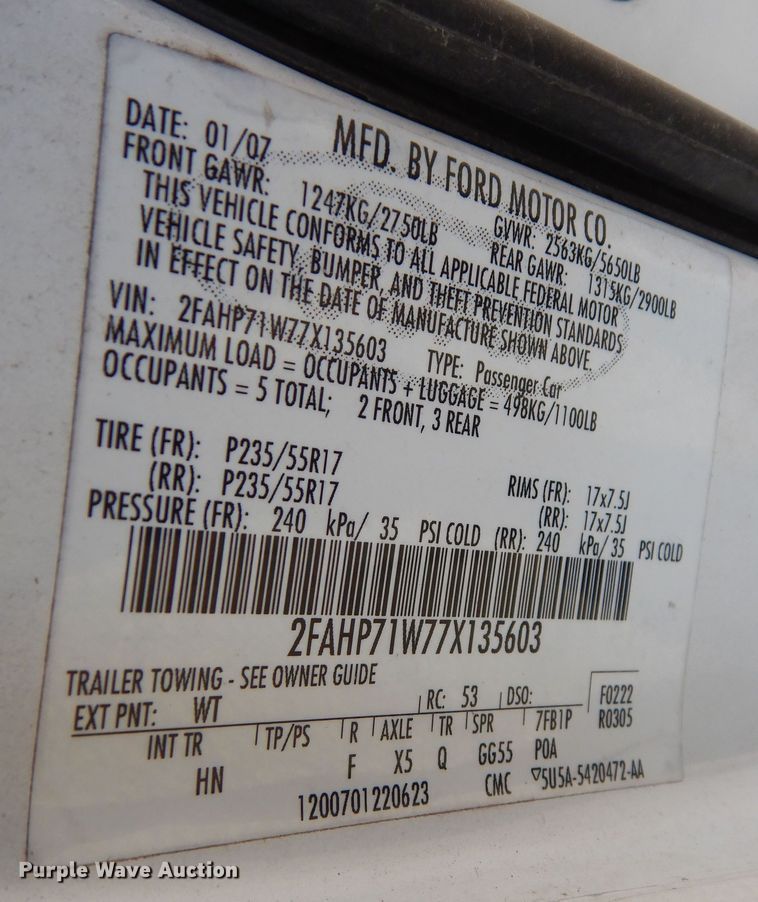 MFD. BY FORD MOTOR CO.
DATE: 01/07 GVWR: 2563KG/5650LB
FRONT GAWR: 1247KG/2750LB REAR GAWR: 1315KG/2900LB
THIS VEHICLE CONFORMS TO ALL APPLICABLE FEDERAL MOTOR
VEHICLE SAFETY, BUMPER, AND THEFT PREVENTION STANDARDS
IN EFFECT ON THE DATE OF MANUFACTURE SHOWN ABOVE.
VIN: 2FAHP71W77X135603 TYPE: Passenger Car
MAXIMUM LOAD = OCCUPANTS + LUGGAGE = 498KG/1100LB
OCCUPANTS = 5 TOTAL; 2 FRONT, 3 REAR
TIRE (FR): P235/55R17 RIMS (FR): 17x7.5J
(RR): P235/55R17 (RR): 17x7.5J
PRESSURE (FR): 240 kPa/ 35 PSI COLD (RR): 240 kPa/ 35 PSI COLD
2FAHP71W77X135603
TRAILER TOWING - SEE OWNER GUIDE
EXT PNT: WT RC: 53 DSO: F0222
INT TR TP/PS R AXLE TR SPR 7FB1P R0305
HN F X5 Q GG55 POA
1200701220623 CMC ▽5U5A-5420472-AA
Purple Wave Auction